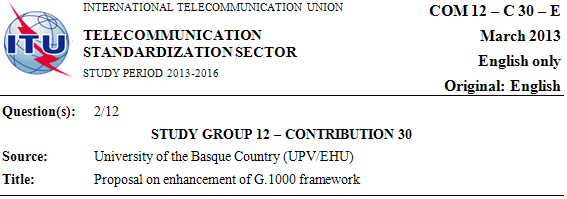 INTERNATIONAL TELECOMMUNICATION UNION
COM 12 – C 30 – E
TELECOMMUNICATION
STANDARDIZATION SECTOR
March 2013
STUDY PERIOD 2013-2016
English only
Original: English
ITU
Question(s): 2/12
STUDY GROUP 12 – CONTRIBUTION 30
Source: University of the Basque Country (UPV/EHU)
Title: Proposal on enhancement of G.1000 framework